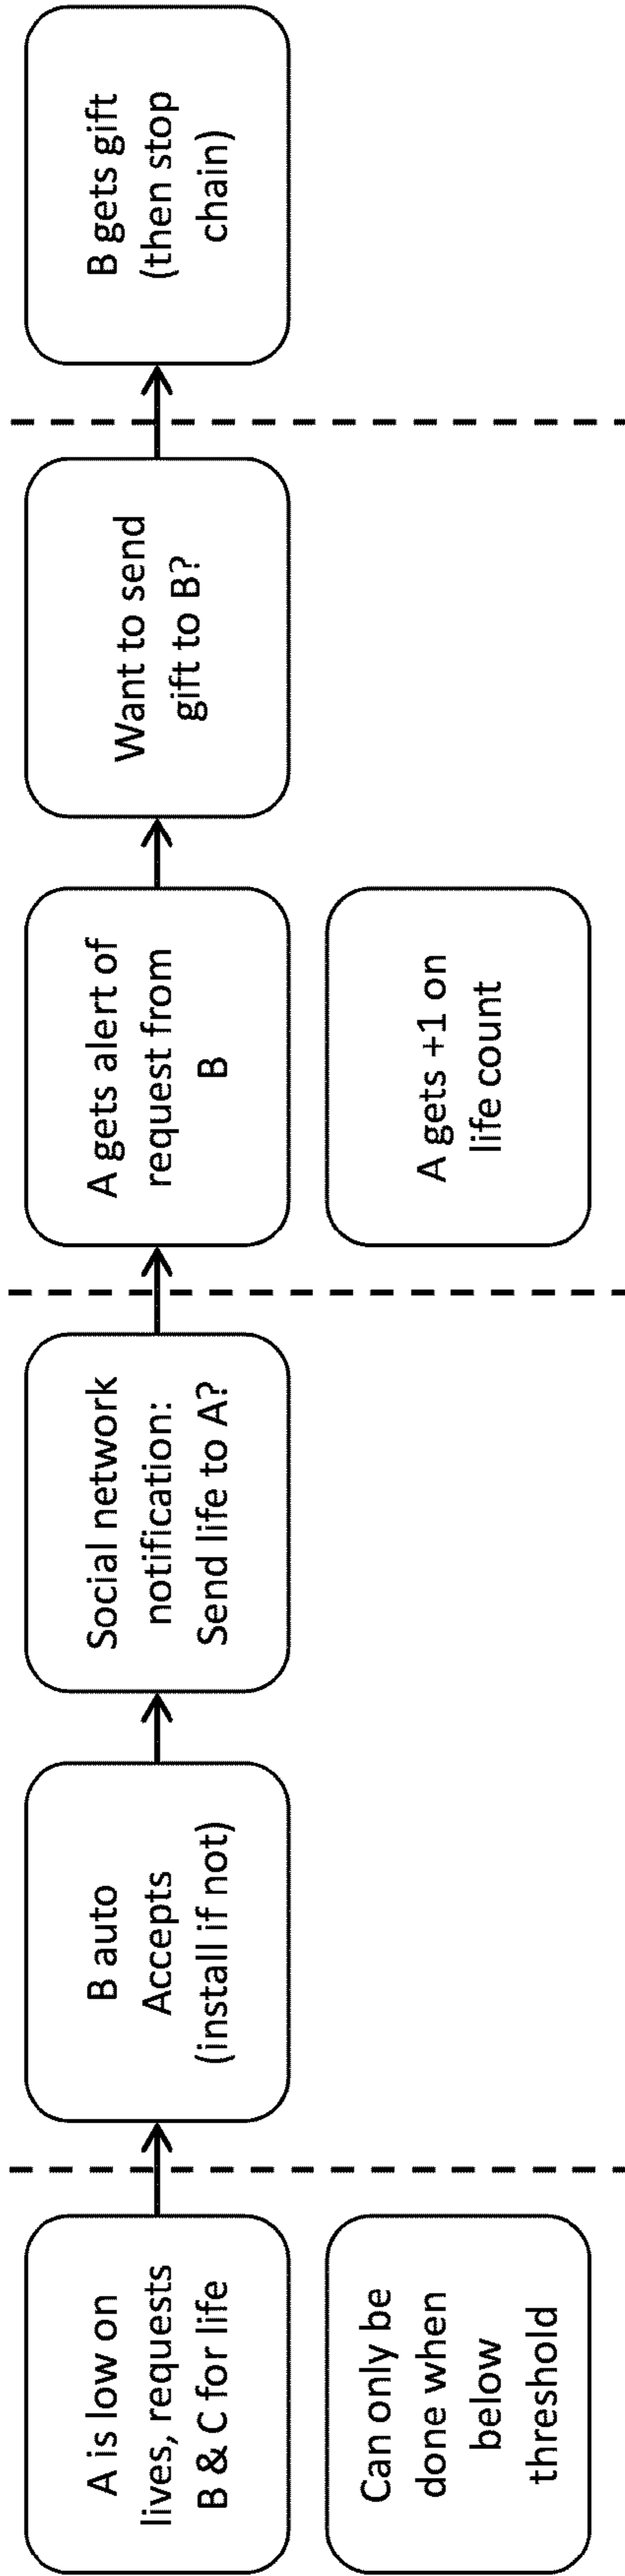 A is low on
lives, requests
B & C for life
Can only be
done when
below
threshold
B auto
Accepts
(install if not)
Social network
notification:
Send life to A?
A gets alert of
request from
B
A gets +1 on
life count
Want to send
gift to B?
B gets gift
(then stop
chain)